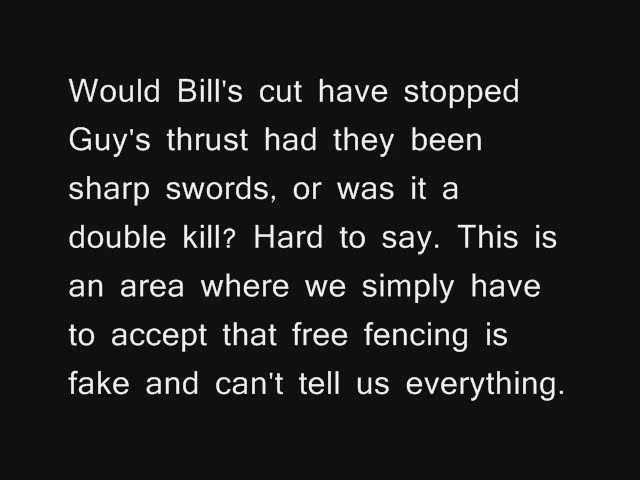 Would Bill's cut have stopped
Guy's thrust had they been
sharp swords, or was it a
double kill? Hard to say. This is
an area where we simply have
to accept that free fencing is
fake and can't tell us everything.